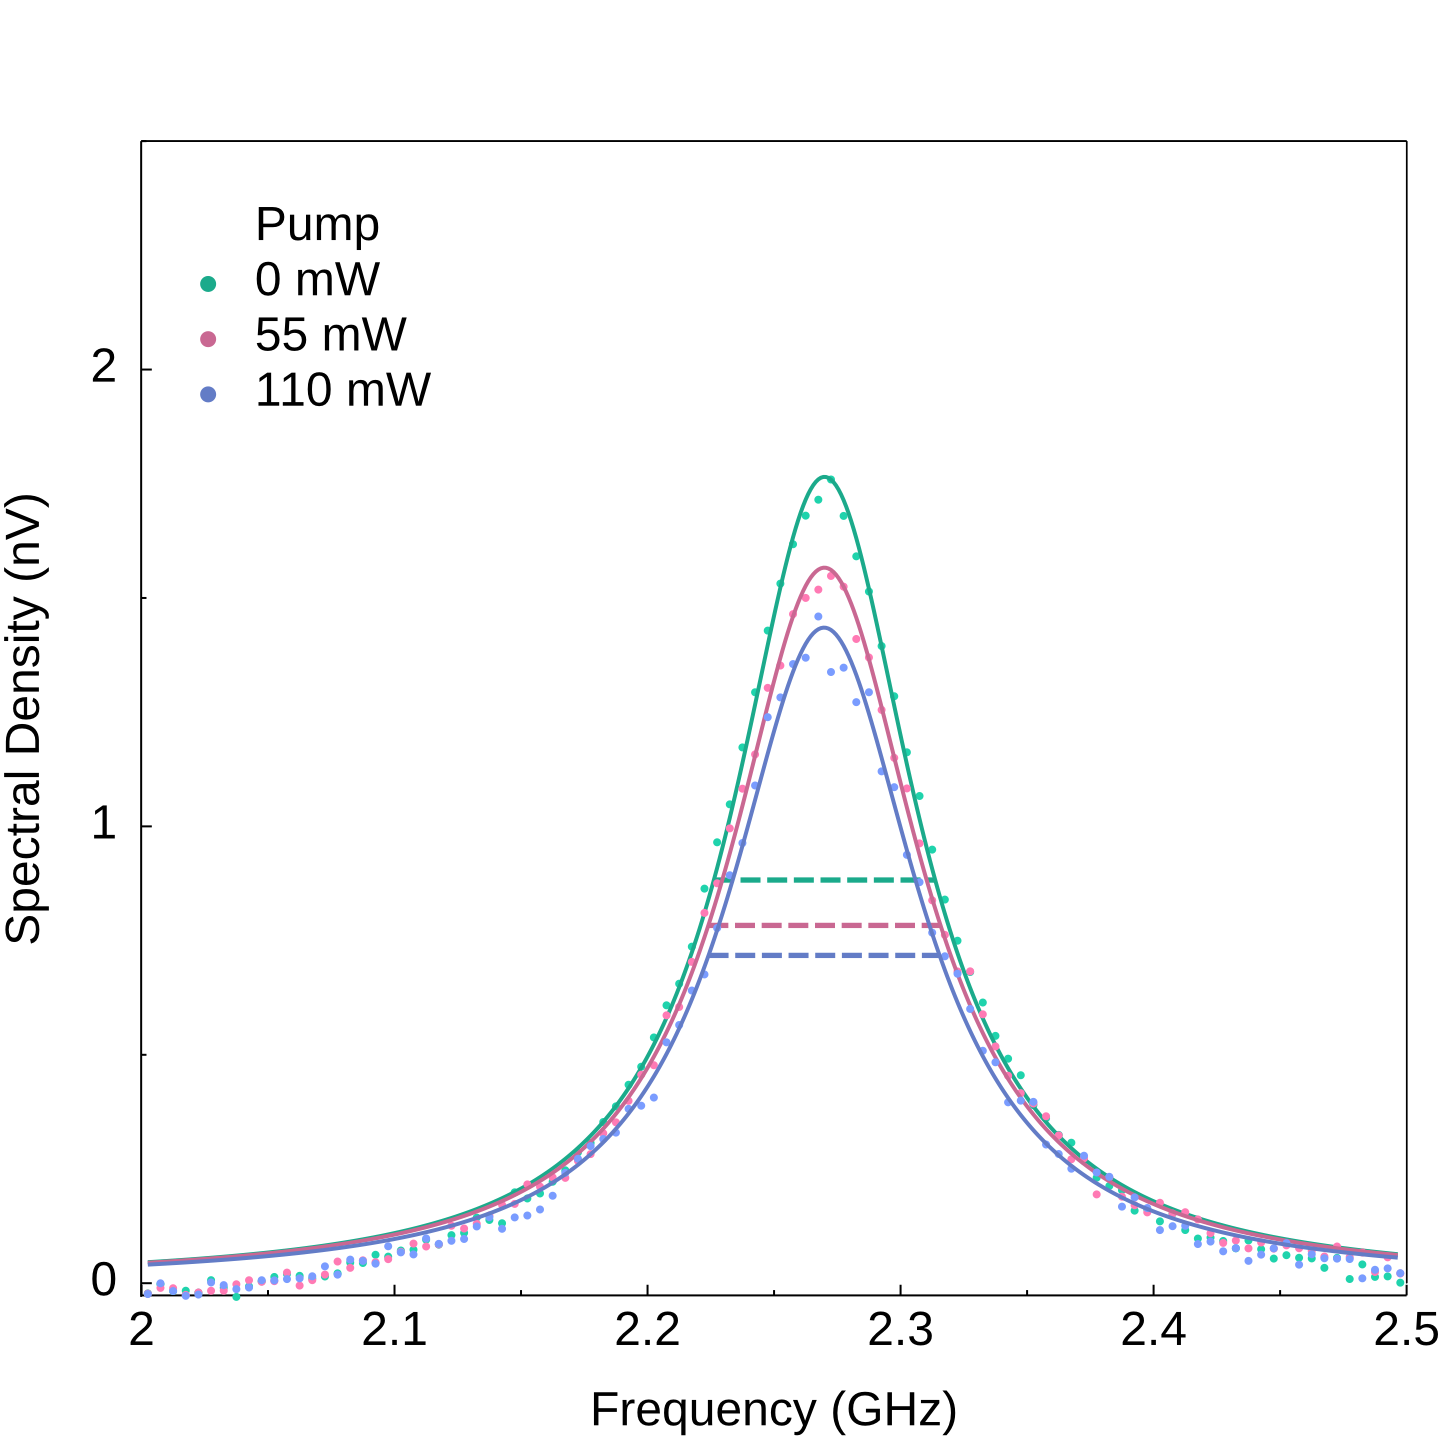 Pump
0 mW
55 mW
110 mW
2
1
0
Spectral Density (nV)
2 2.1 2.2 2.3 2.4 2.5
Frequency (GHz)